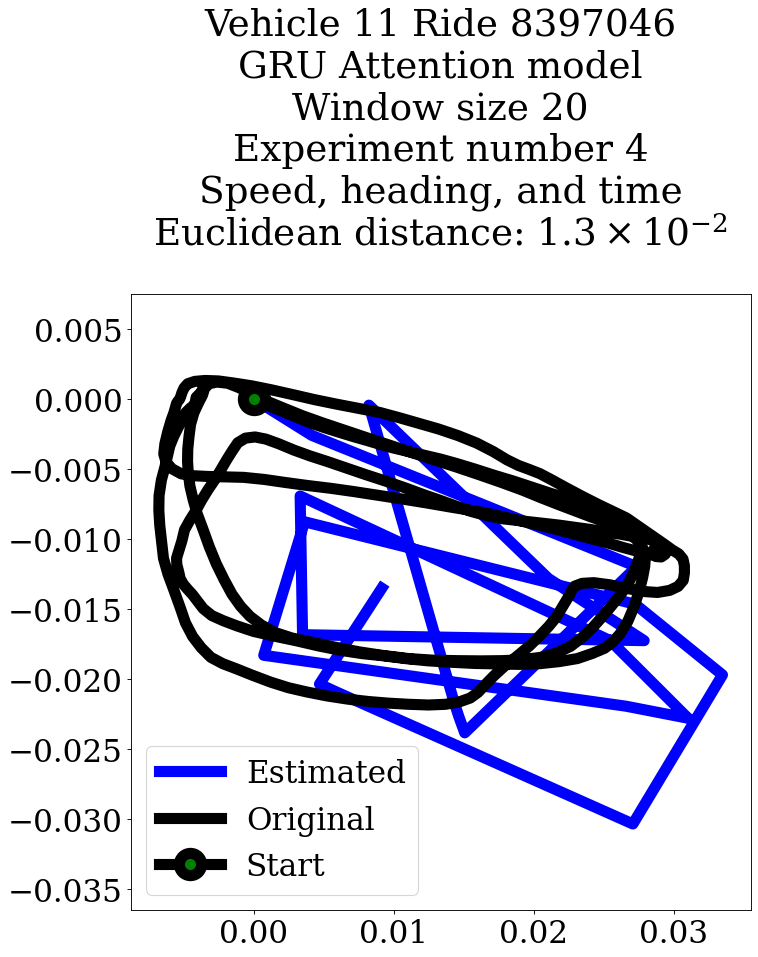 Vehicle 11 Ride 8397046
GRU Attention model
Window size 20
Experiment number 4
Speed, heading, and time
Euclidean distance: 1.3 × 10⁻²
0.005
0.000
−0.005
−0.010
−0.015
−0.020
−0.025
−0.030
−0.035
Estimated
Original
Start
0.00 0.01 0.02 0.03